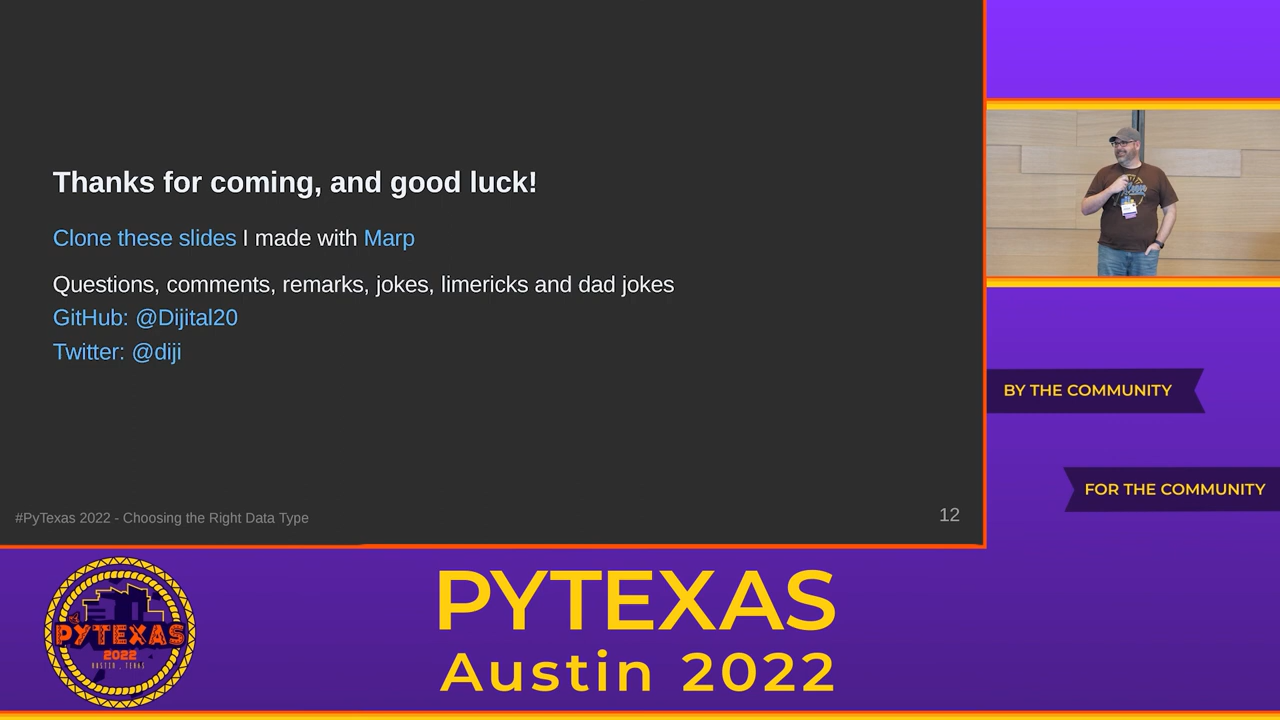 Thanks for coming, and good luck!
Clone these slides I made with Marp
Questions, comments, remarks, jokes, limericks and dad jokes
GitHub: @Dijital20
Twitter: @diji
#PyTexas 2022 - Choosing the Right Data Type
12
BY THE COMMUNITY
FOR THE COMMUNITY
PYTEXAS
2022
AUSTIN, TEXAS
PYTEXAS
Austin 2022